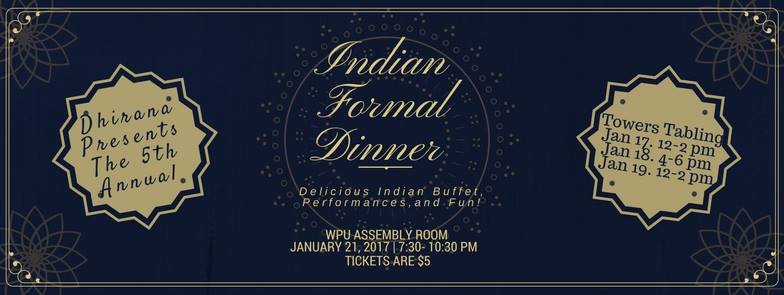 Dhirana
Presents
The 5th
Annual
Indian
Formal
Dinner
Delicious Indian Buffet,
Performances,and Fun!
WPU ASSEMBLY ROOM
JANUARY 21, 2017 | 7:30- 10:30 PM
TICKETS ARE $5
Towers Tabling
Jan 17. 12-2 pm
Jan 18. 4-6 pm
Jan 19. 12-2 pm